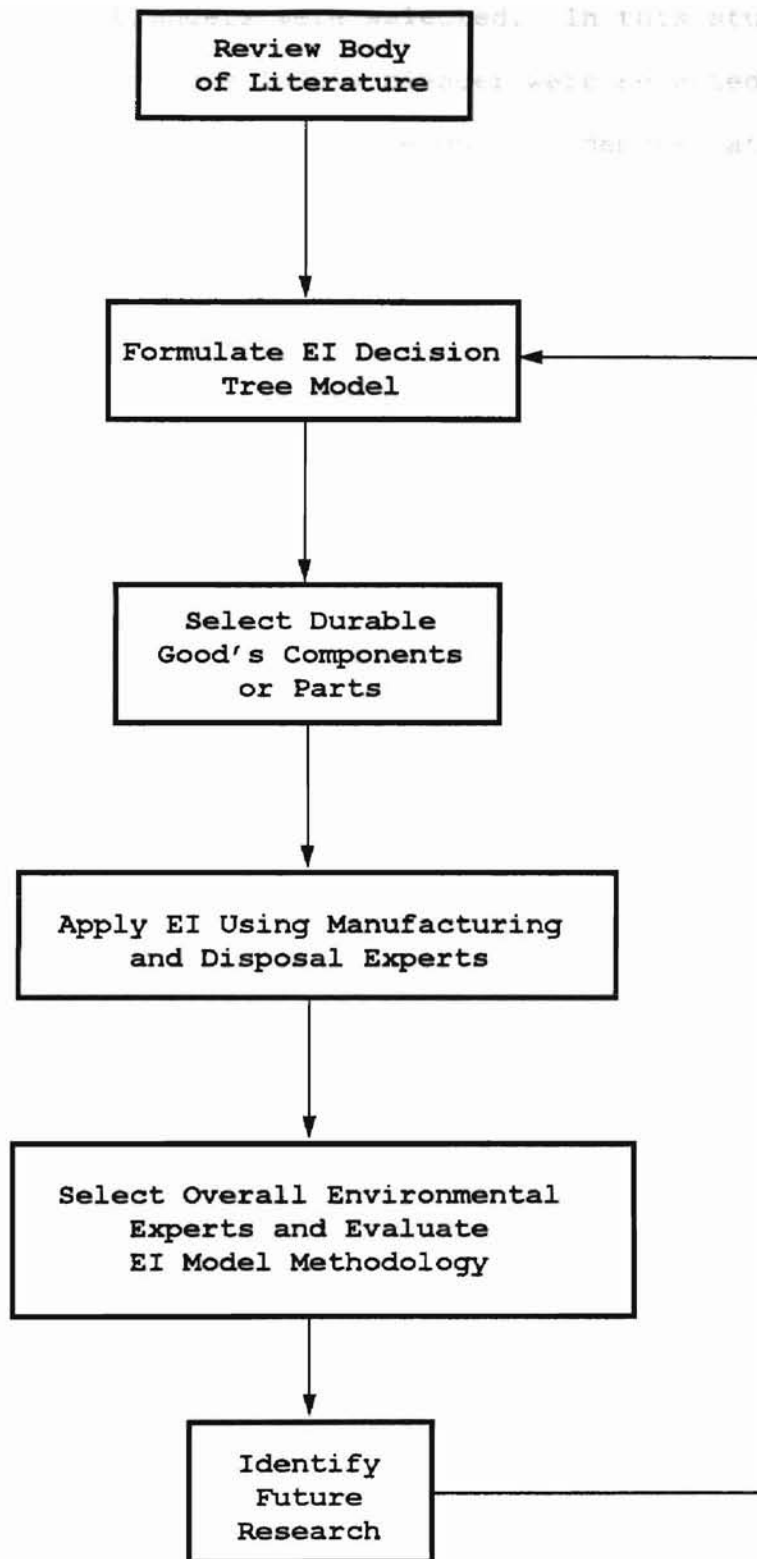 Review Body
of Literature
Formulate EI Decision
Tree Model
Select Durable
Good's Components
or Parts
Apply EI Using Manufacturing
and Disposal Experts
Select Overall Environmental
Experts and Evaluate
EI Model Methodology
Identify
Future
Research